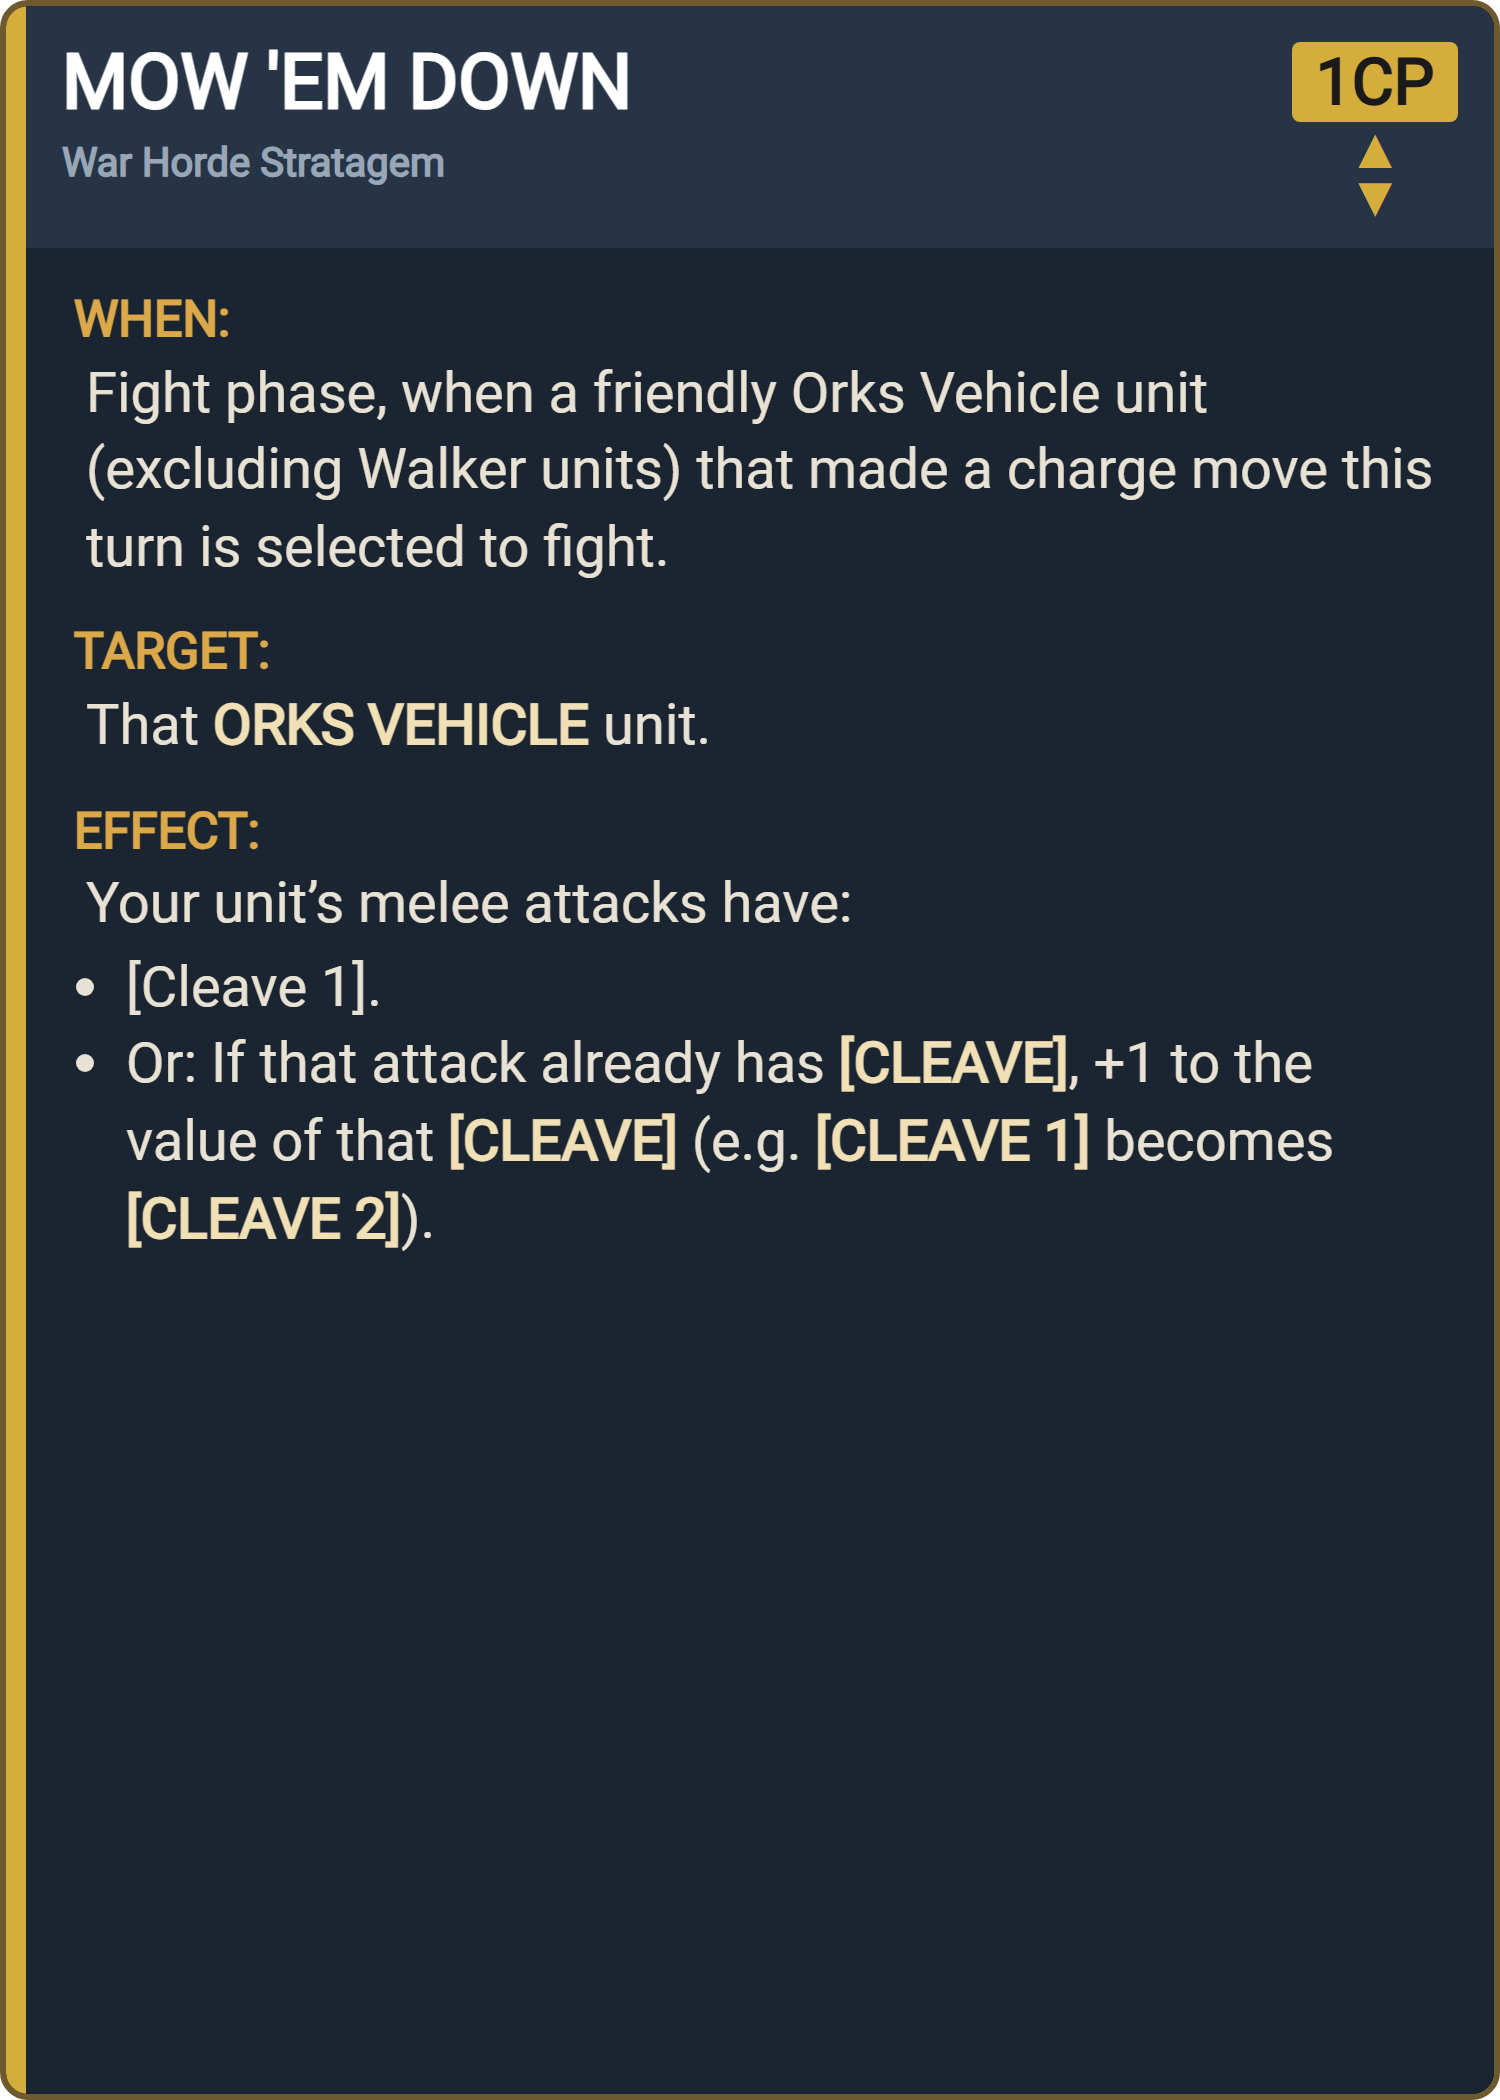 MOW 'EM DOWN
1CP
War Horde Stratagem
▲
▼
WHEN:
Fight phase, when a friendly Orks Vehicle unit
(excluding Walker units) that made a charge move this
turn is selected to fight.
TARGET:
That ORKS VEHICLE unit.
EFFECT:
Your unit’s melee attacks have:
• [Cleave 1].
• Or: If that attack already has [CLEAVE], +1 to the
value of that [CLEAVE] (e.g. [CLEAVE 1] becomes
[CLEAVE 2]).